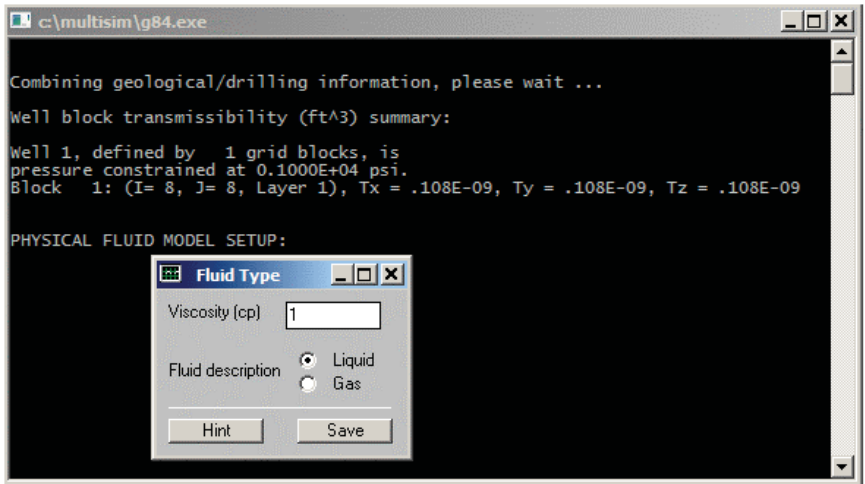 c:\multisim\g84.exe
Combining geological/drilling information, please wait ...
Well block transmissibility (ft^3) summary:
Well 1, defined by   1 grid blocks, is
pressure constrained at 0.1000E+04 psi.
Block   1: (I= 8, J= 8, Layer 1), Tx = .108E-09, Ty = .108E-09, Tz = .108E-09
PHYSICAL FLUID MODEL SETUP:
Fluid Type
Viscosity (cp) 1
Fluid description
Liquid
Gas
Hint Save